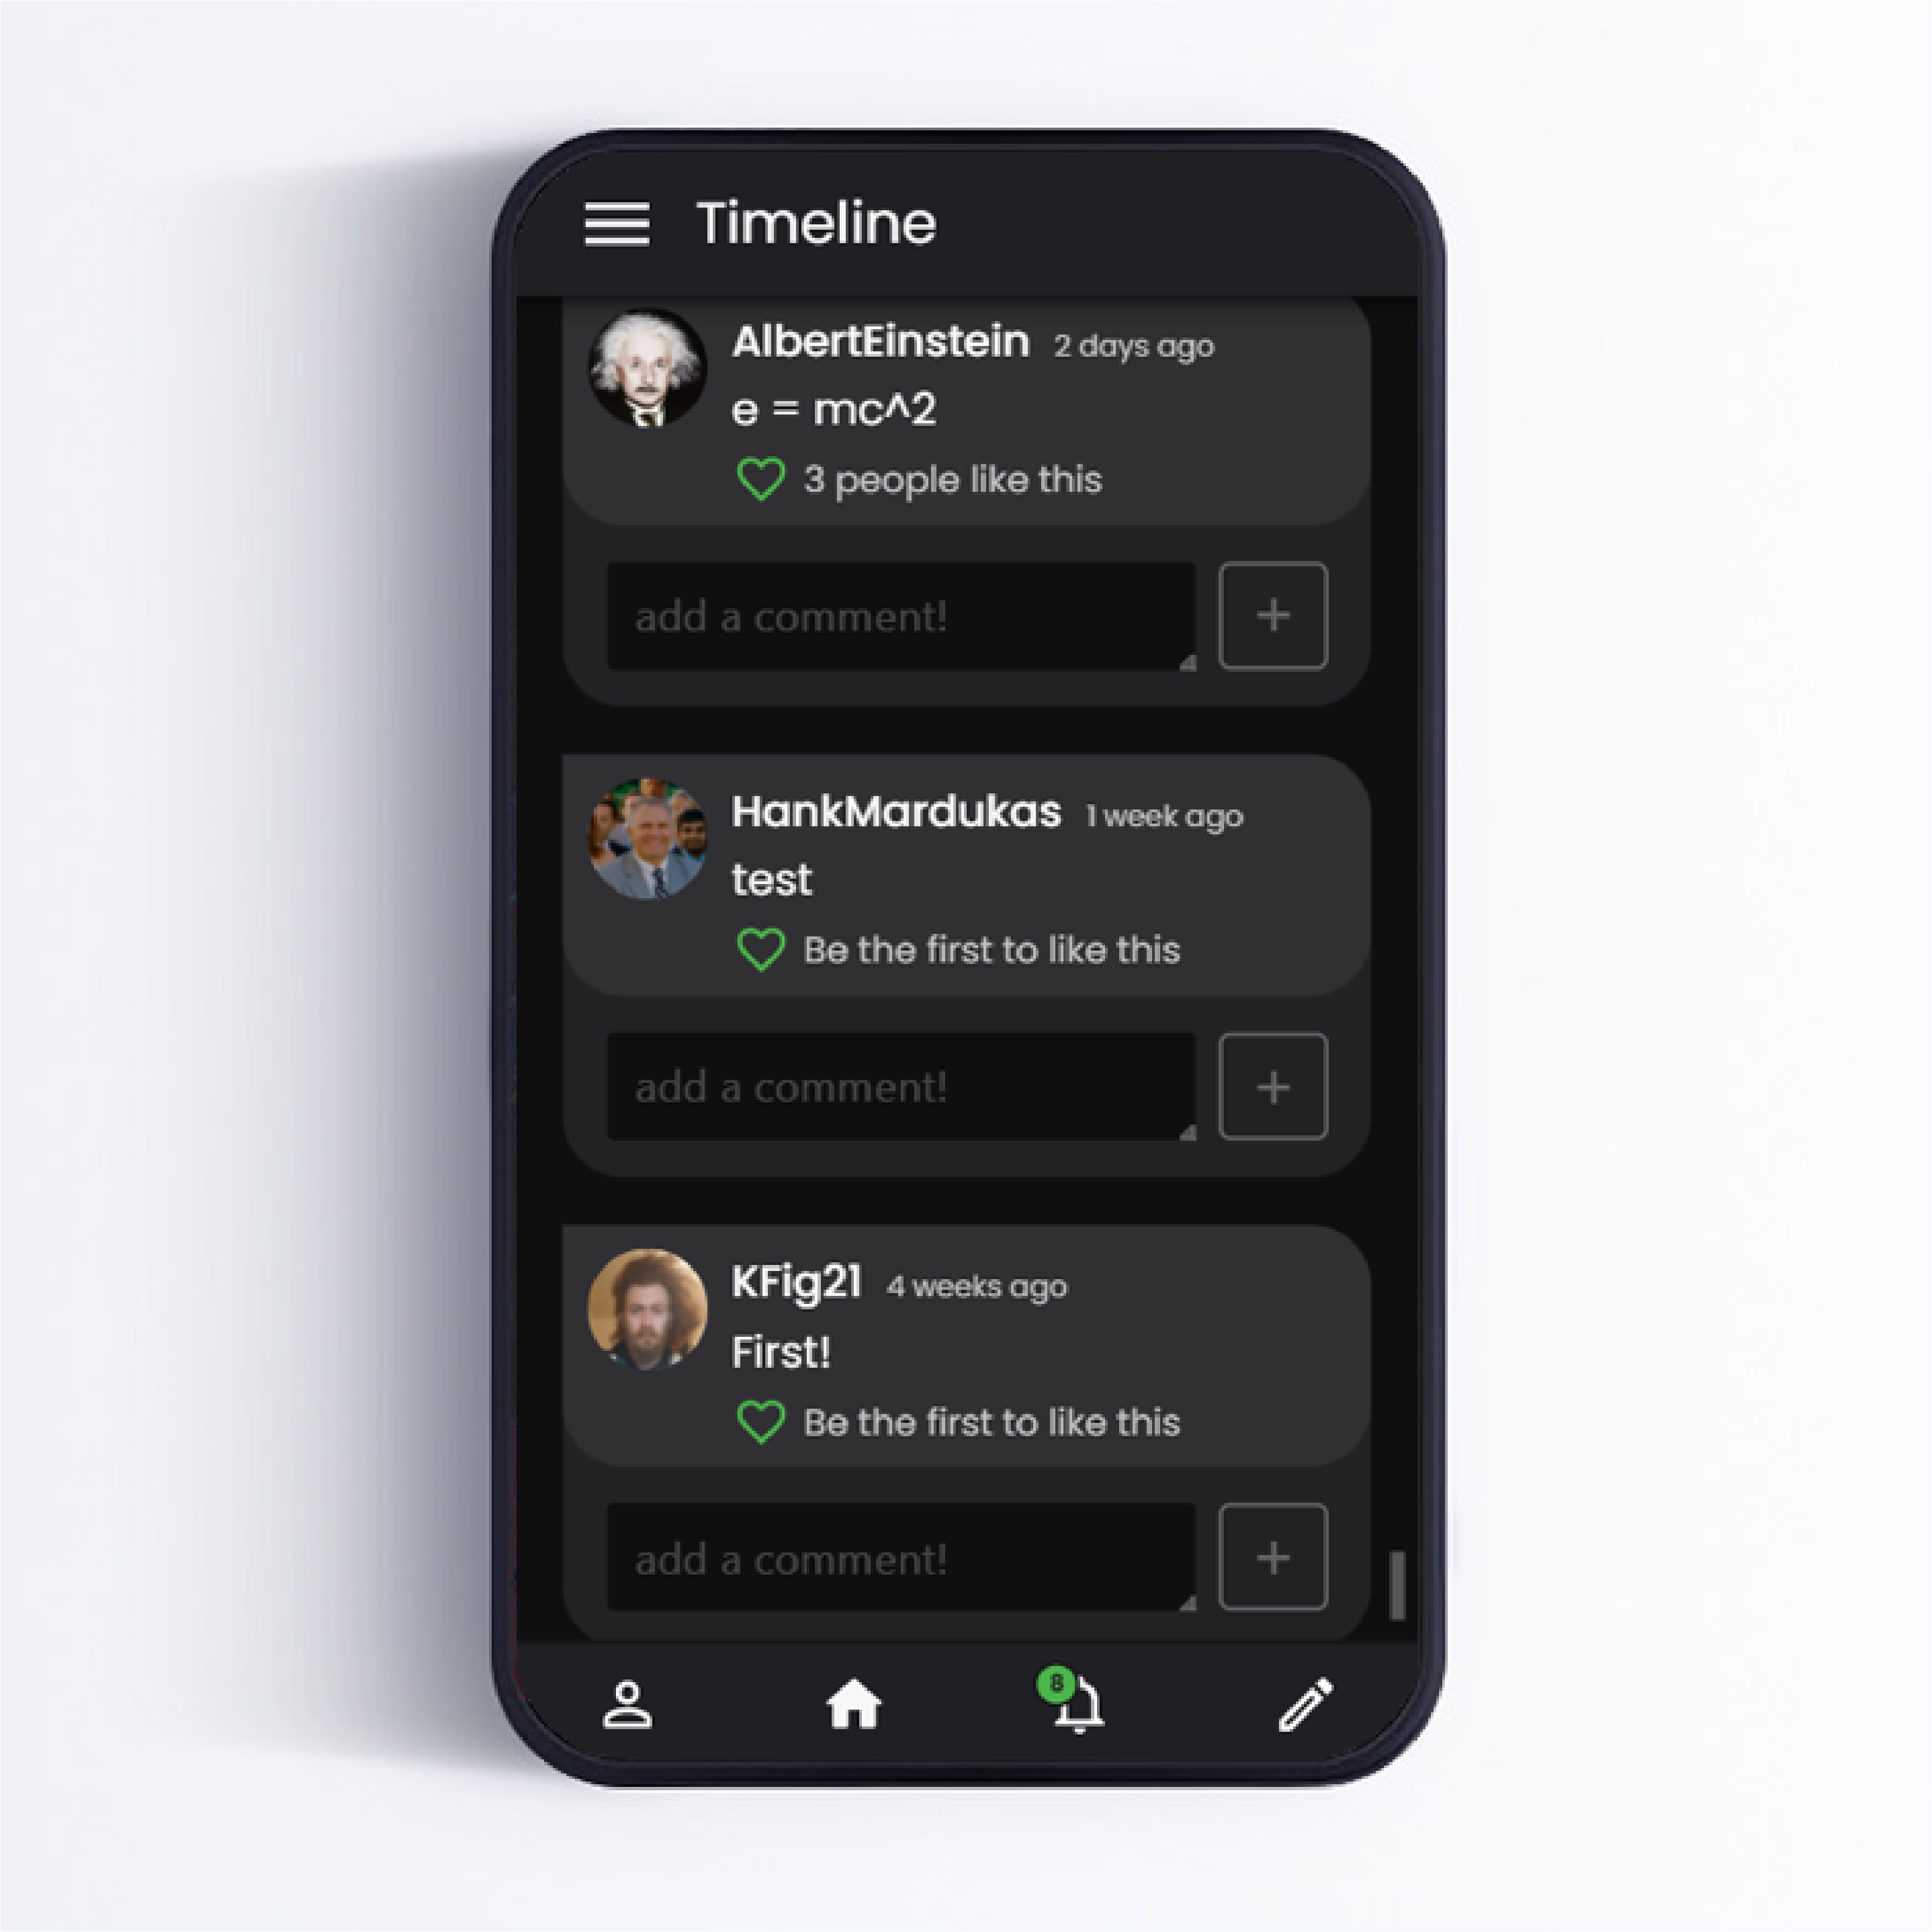 Timeline
AlbertEinstein 2 days ago
e = mc^2
3 people like this
add a comment!
+
HankMardukas 1 week ago
test
Be the first to like this
add a comment!
+
KFig21 4 weeks ago
First!
Be the first to like this
add a comment!
+
8